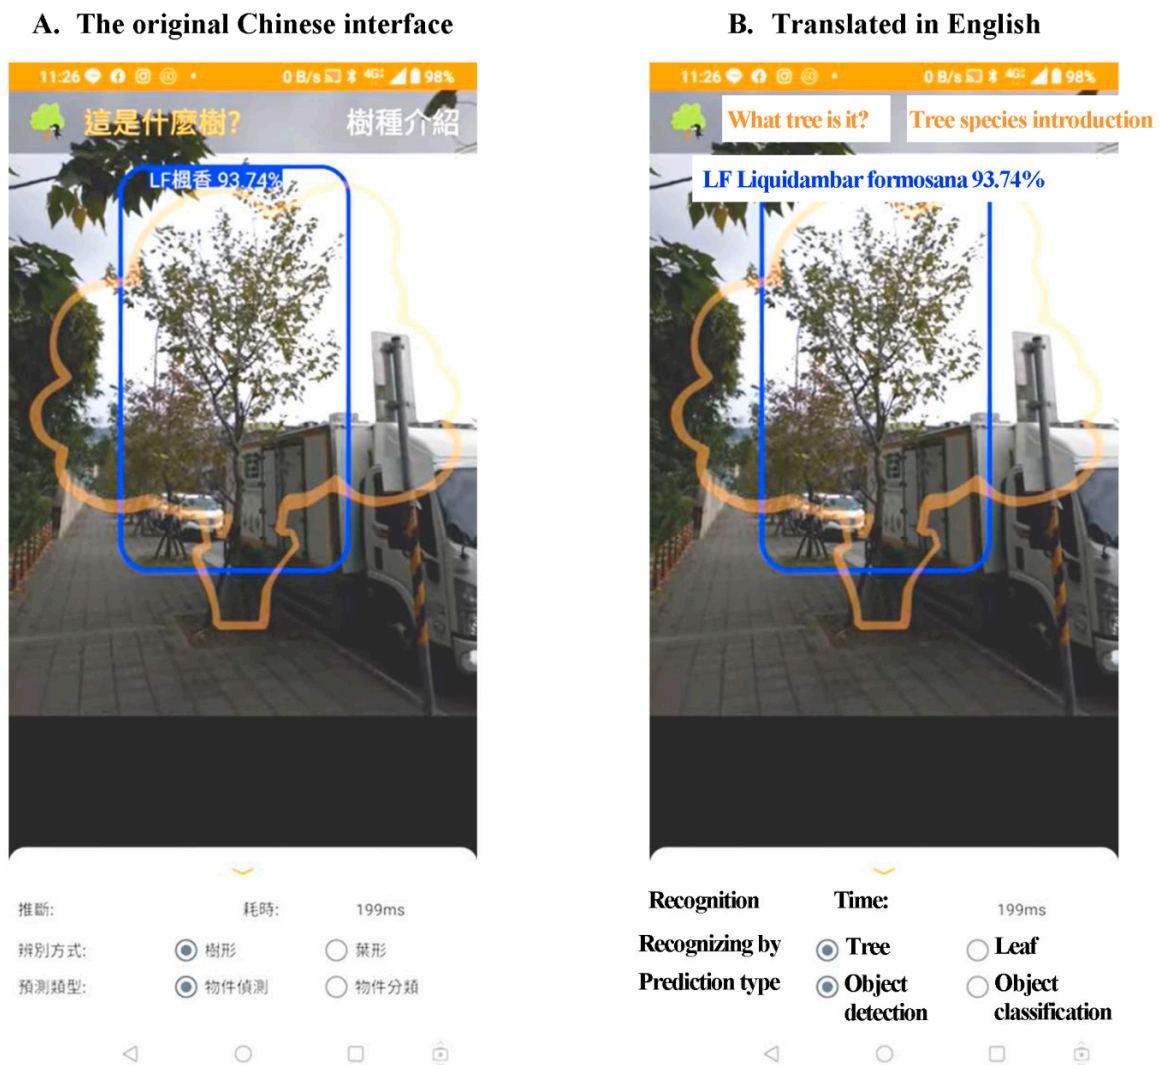 A. The original Chinese interface
11:26
0 B/s 4G 98%
這是什麼樹?
樹種介紹
LF楓香 93.74%
推斷:
耗時:
199ms
辨別方式:
樹形
葉形
預測類型:
物件偵測
物件分類
B. Translated in English
11:26
0 B/s 4G 98%
What tree is it?
Tree species introduction
LF Liquidambar formosana 93.74%
Recognition
Time:
199ms
Recognizing by
Tree
Leaf
Prediction type
Object
detection
Object
classification